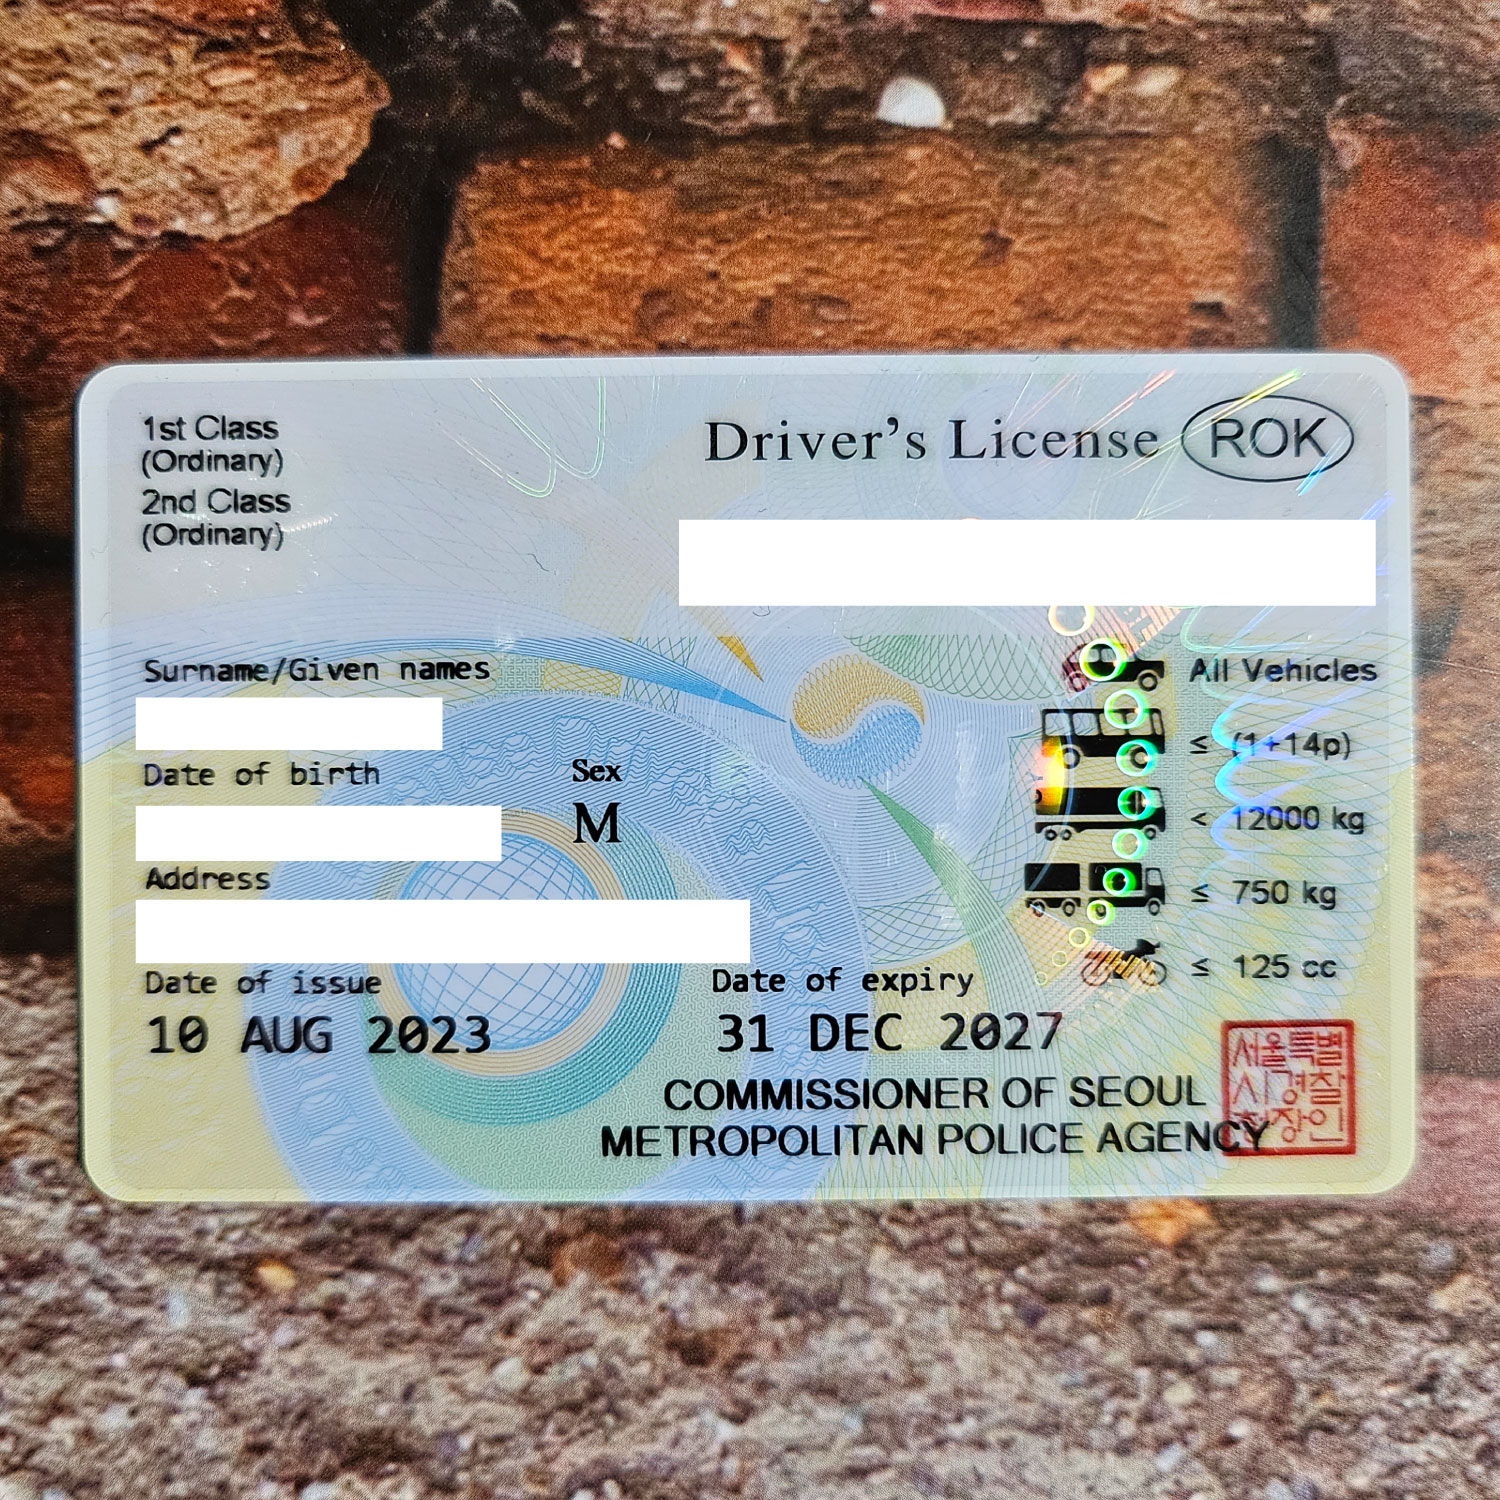 1st Class
(Ordinary)
2nd Class
(Ordinary)
Driver's License ROK
Surname/Given names
Date of birth
Sex
M
Address
Date of issue
10 AUG 2023
Date of expiry
31 DEC 2027
All Vehicles
≤ (1+14p)
< 12000 kg
≤ 750 kg
≤ 125 cc
COMMISSIONER OF SEOUL
METROPOLITAN POLICE AGENCY
서울특별
시경찰
청장인